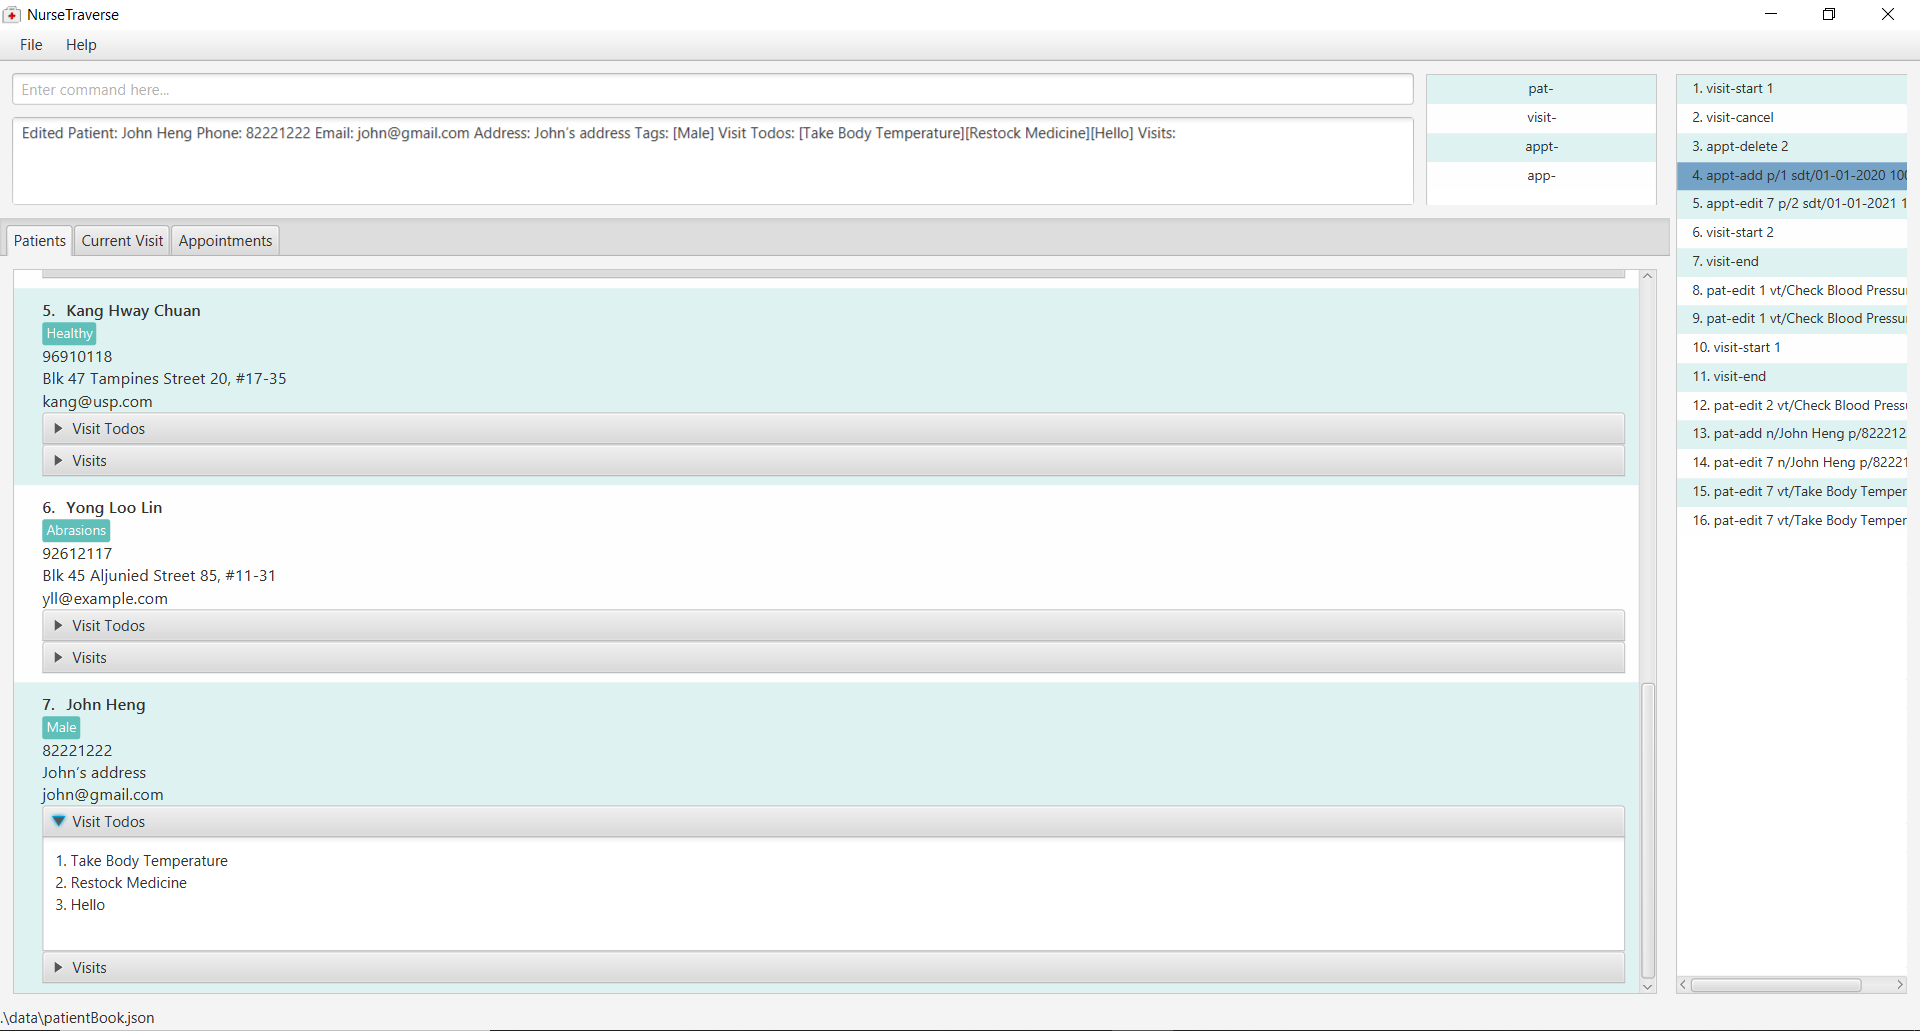 NurseTraverse
File Help
Enter command here...
Edited Patient: John Heng Phone: 82221222 Email: john@gmail.com Address: John's address Tags: [Male] Visit Todos: [Take Body Temperature][Restock Medicine][Hello] Visits:
pat-
visit-
appt-
app-
Patients Current Visit Appointments
5. Kang Hway Chuan
Healthy
96910118
Blk 47 Tampines Street 20, #17-35
kang@usp.com
Visit Todos
Visits
6. Yong Loo Lin
Abrasions
92612117
Blk 45 Aljunied Street 85, #11-31
yll@example.com
Visit Todos
Visits
7. John Heng
Male
82221222
John's address
john@gmail.com
Visit Todos
1. Take Body Temperature
2. Restock Medicine
3. Hello
Visits
1. visit-start 1
2. visit-cancel
3. appt-delete 2
4. appt-add p/1 sdt/01-01-2020 10
5. appt-edit 7 p/2 sdt/01-01-2021 1
6. visit-start 2
7. visit-end
8. pat-edit 1 vt/Check Blood Pressu
9. pat-edit 1 vt/Check Blood Pressu
10. visit-start 1
11. visit-end
12. pat-edit 2 vt/Check Blood Press
13. pat-add n/John Heng p/822212
14. pat-edit 7 n/John Heng p/82221
15. pat-edit 7 vt/Take Body Temper
16. pat-edit 7 vt/Take Body Temper
.\data\patientBook.json